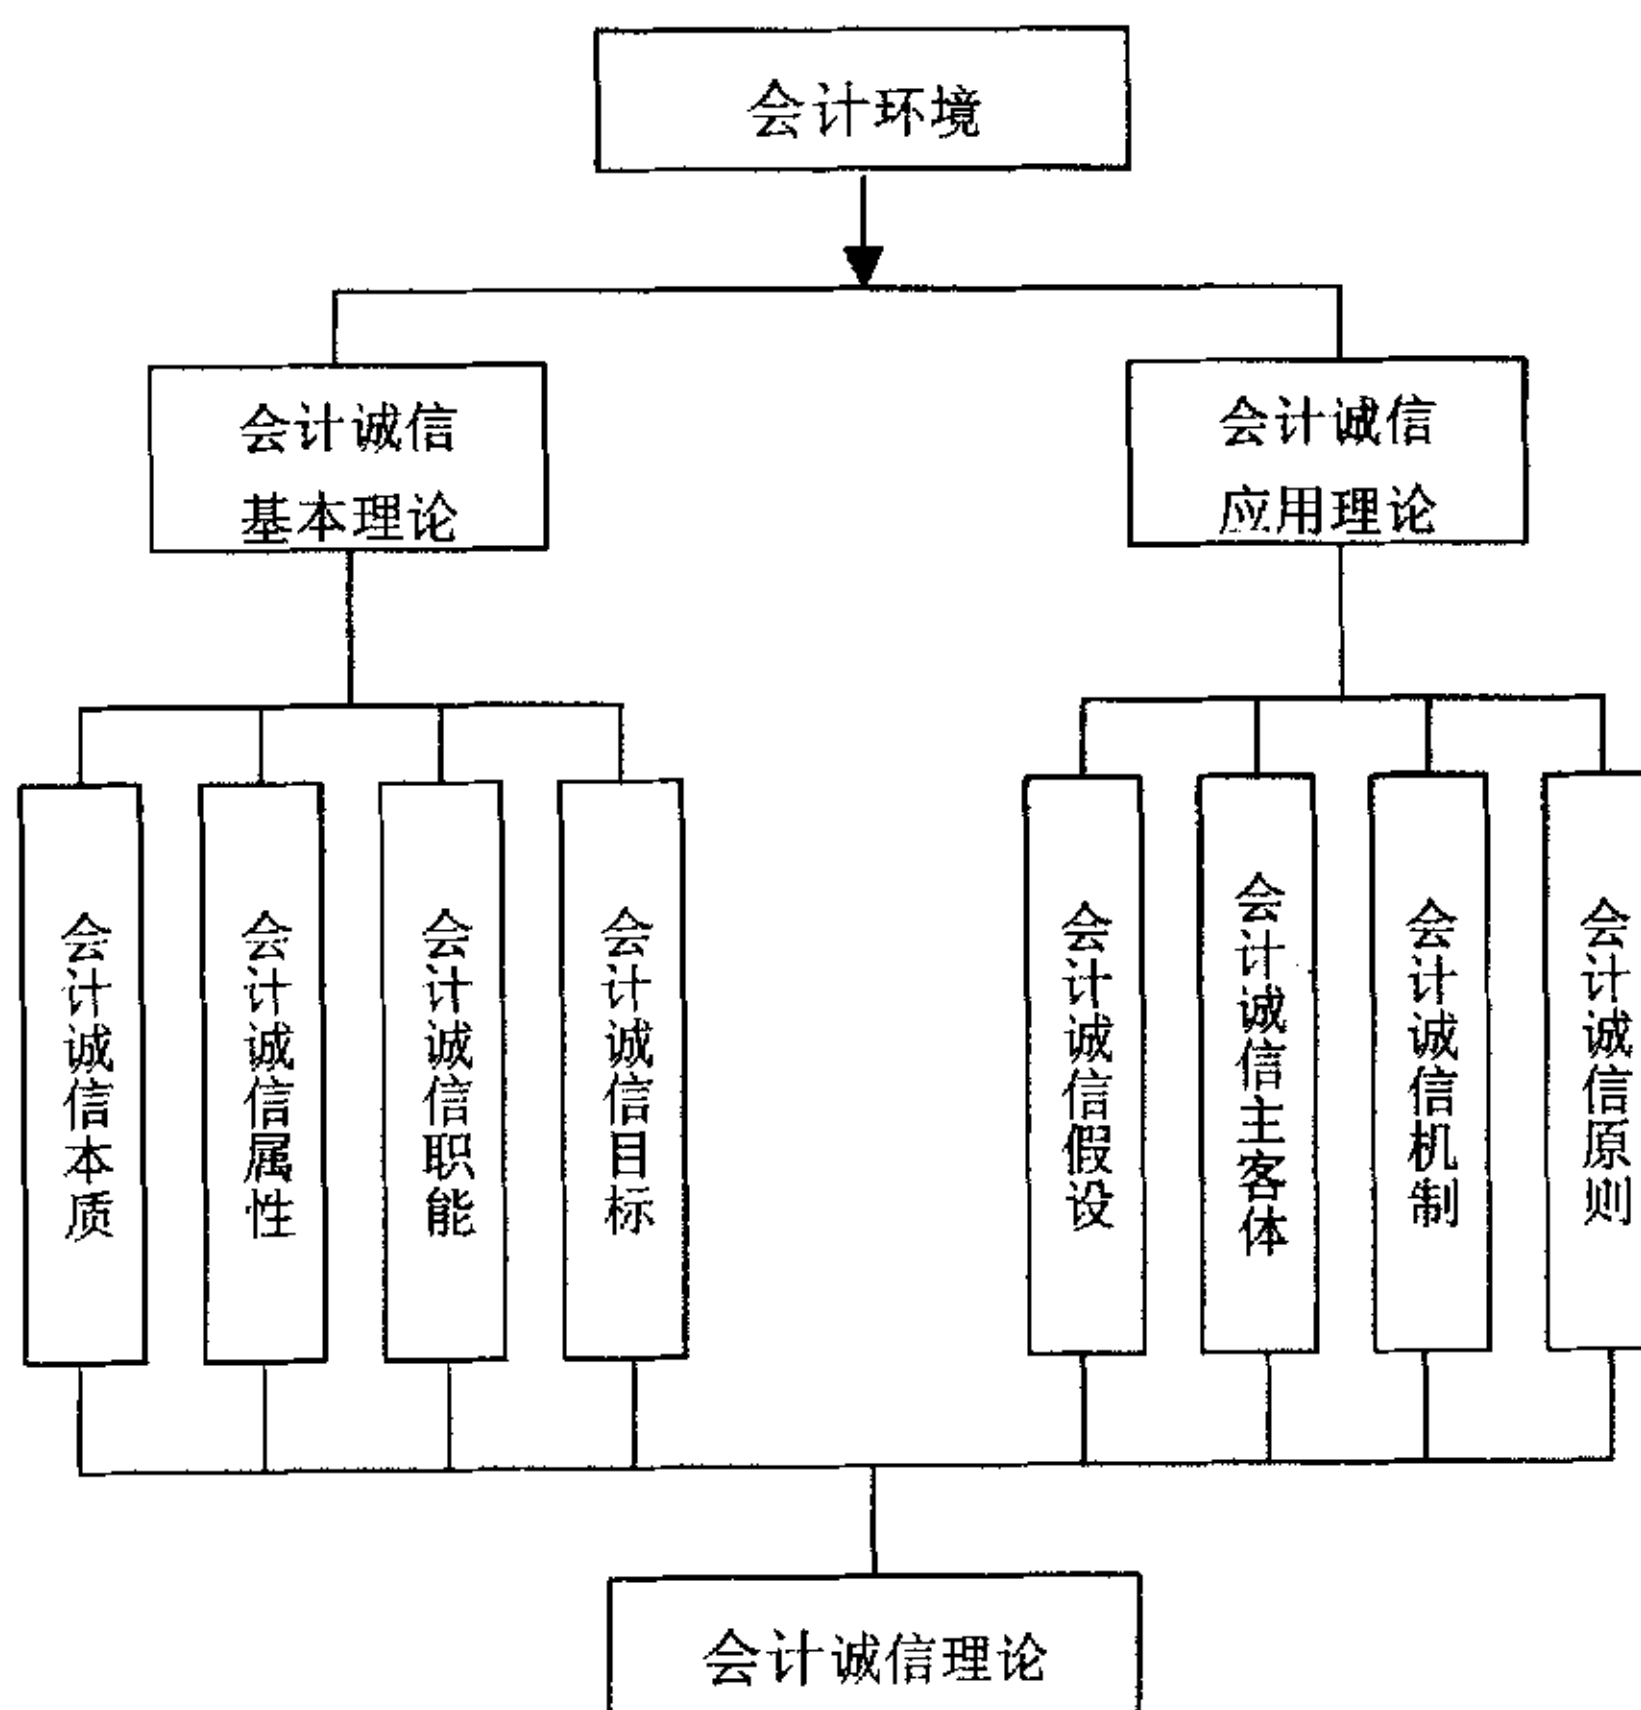 会计环境
会计诚信
基本理论
会计诚信
应用理论
会计诚信本质
会计诚信属性
会计诚信职能
会计诚信目标
会计诚信假设
会计诚信主客体
会计诚信机制
会计诚信原则
会计诚信理论